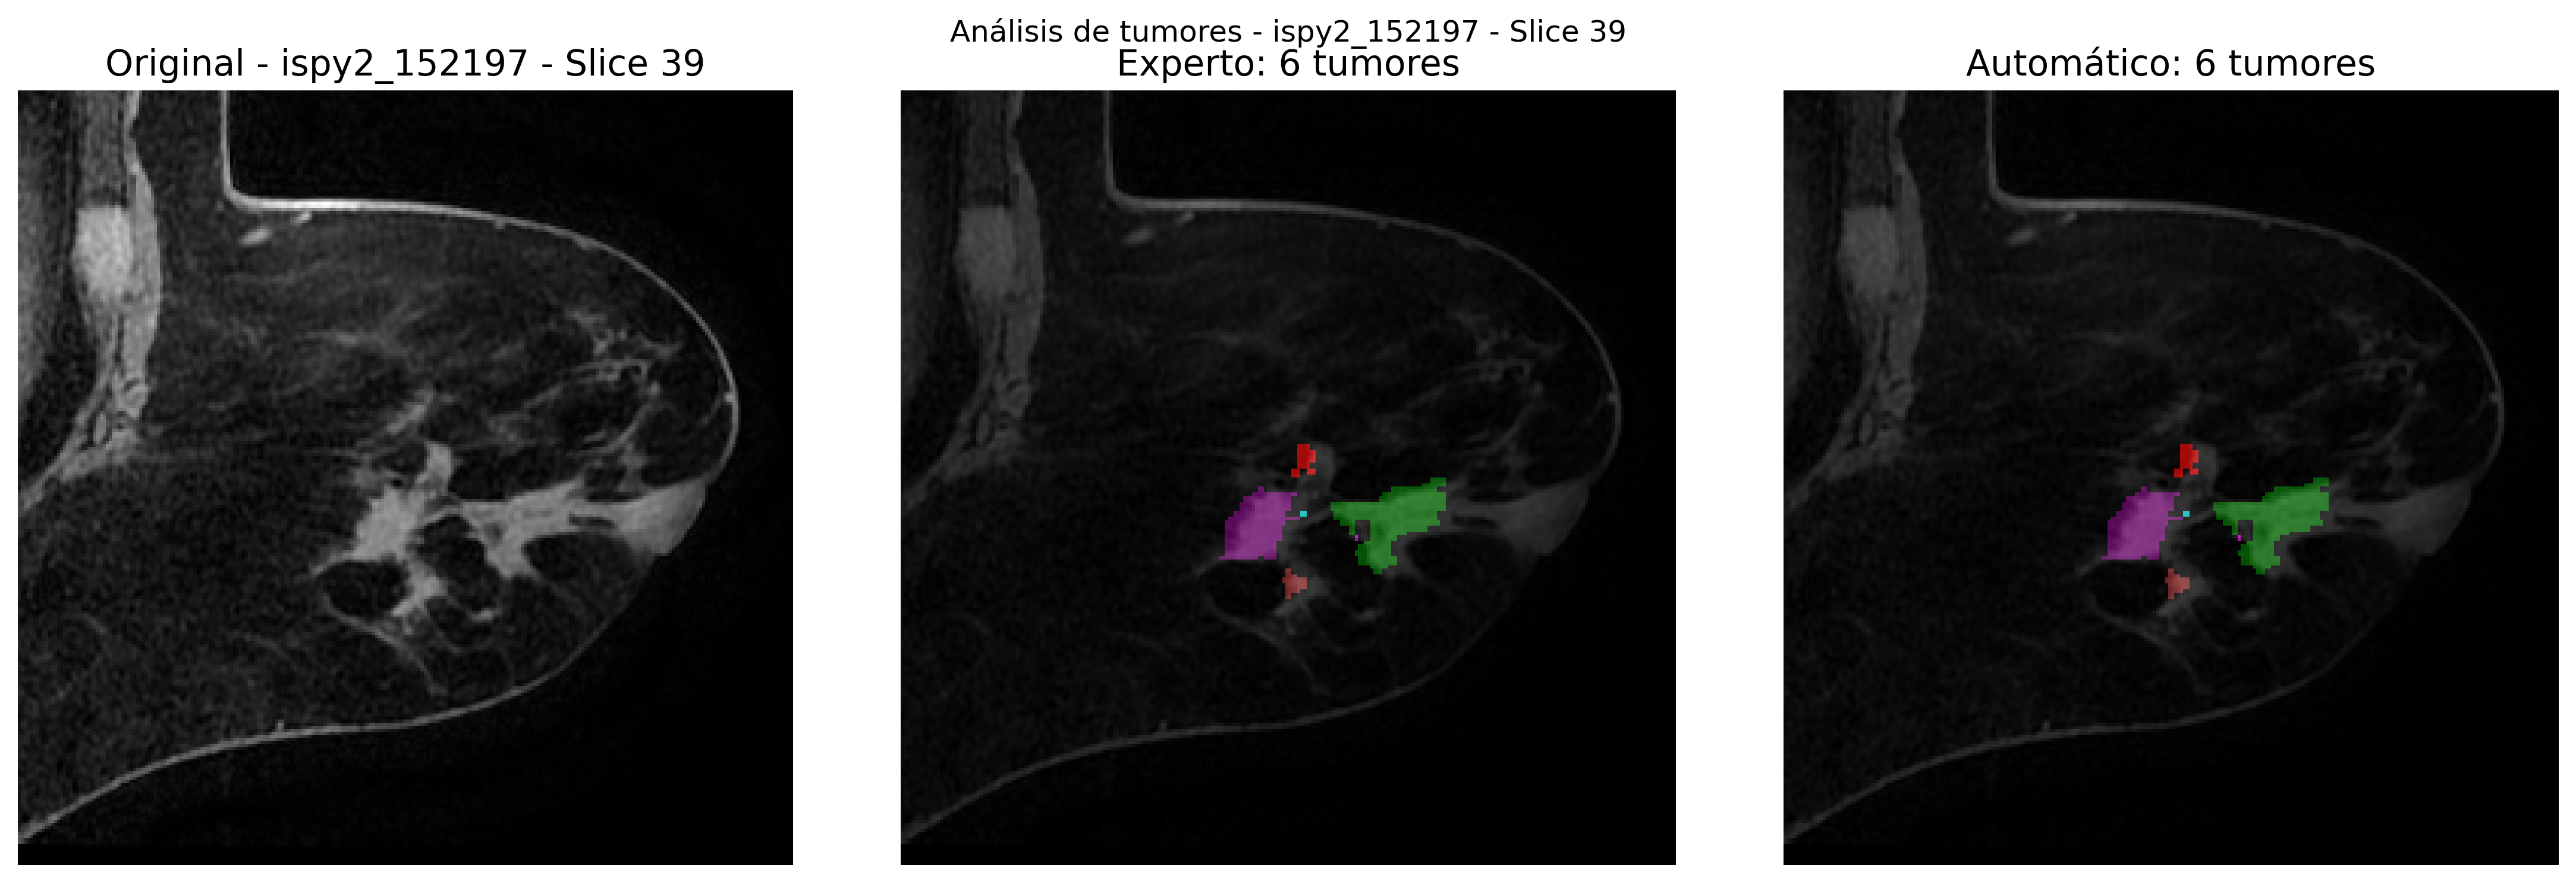 Análisis de tumores - ispy2_152197 - Slice 39
Original - ispy2_152197 - Slice 39
Experto: 6 tumores
Automático: 6 tumores